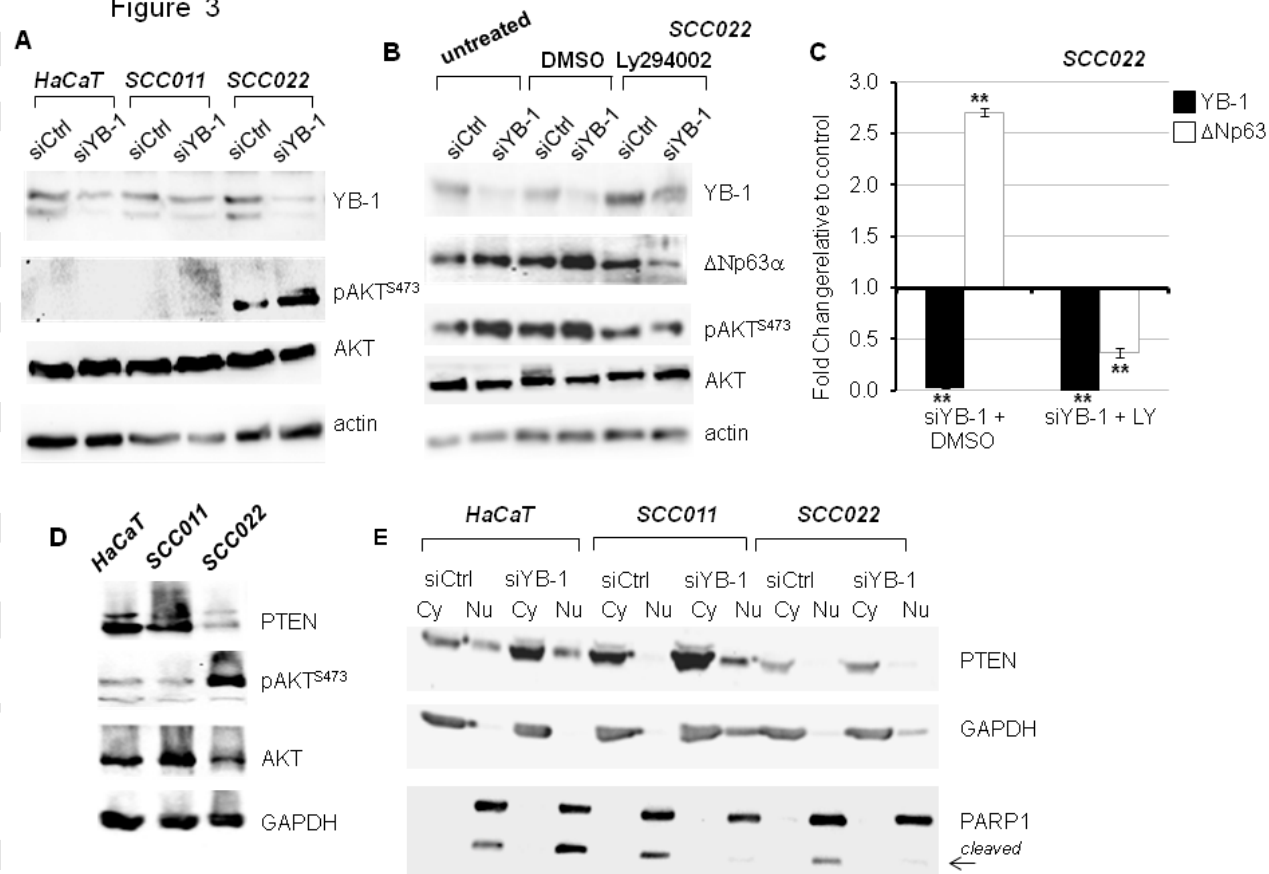 Figure 3
A
HaCaT SCC011 SCC022
siCtrl siYB-1 siCtrl siYB-1 siCtrl siYB-1
YB-1
pAKTS473
AKT
actin
B
SCC022
untreated DMSO Ly294002
siCtrl siYB-1 siCtrl siYB-1 siCtrl siYB-1
YB-1
ΔNp63α
pAKTS473
AKT
actin
C
SCC022
Fold Changerelative to control
3.0
2.5
2.0
1.5
1.0
0.5
0.0
**
**
**
**
siYB-1 + DMSO
siYB-1 + LY
YB-1
ΔNp63
D
HaCaT SCC011 SCC022
PTEN
pAKTS473
AKT
GAPDH
E
HaCaT SCC011 SCC022
siCtrl siYB-1 siCtrl siYB-1 siCtrl siYB-1
Cy Nu Cy Nu Cy Nu Cy Nu Cy Nu Cy Nu
PTEN
GAPDH
PARP1
cleaved